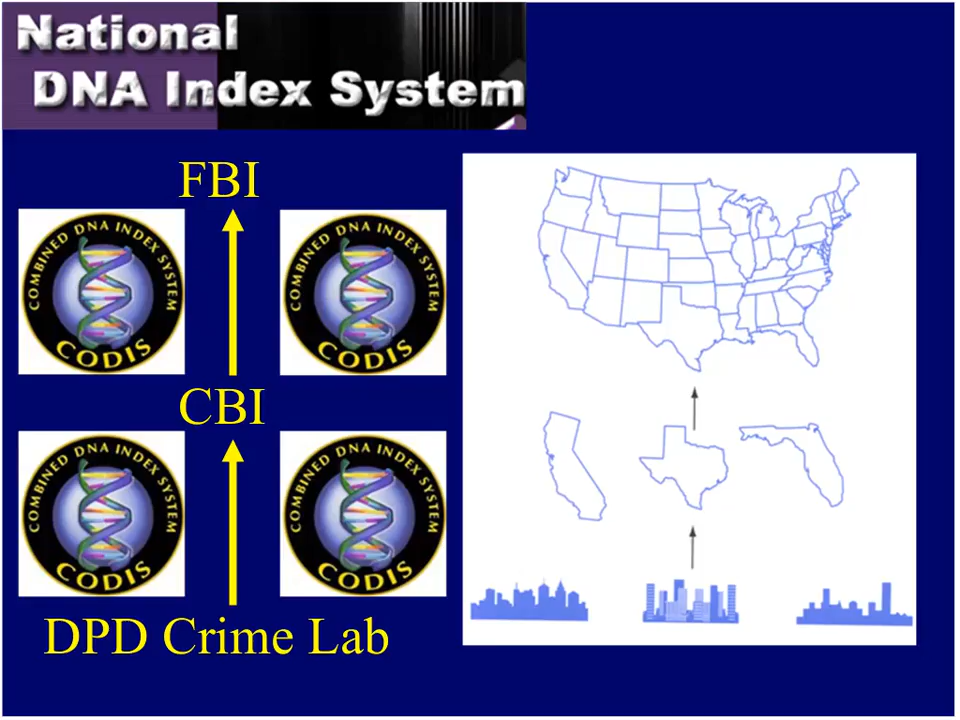 National
DNA Index System
FBI
COMBINED DNA INDEX SYSTEM
CODIS
COMBINED DNA INDEX SYSTEM
CODIS
CBI
COMBINED DNA INDEX SYSTEM
CODIS
COMBINED DNA INDEX SYSTEM
CODIS
DPD Crime Lab